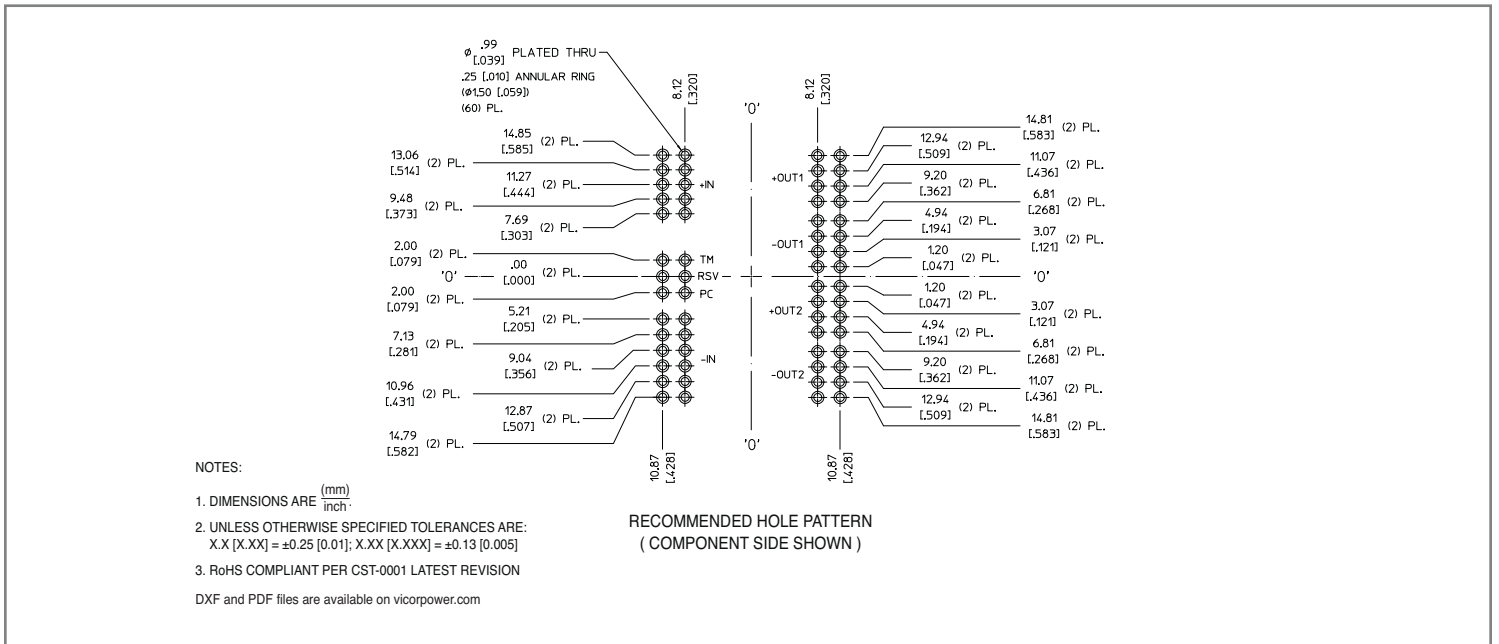 ø .99 PLATED THRU
[.039]
.25 [.010] ANNULAR RING
(ø1.50 [.059])
(60) PL.
8.12
[.320]
'0'
8.12
[.320]
14.85
[.585] (2) PL.
13.06
[.514] (2) PL.
11.27
[.444] (2) PL.
9.48
[.373] (2) PL.
7.69
[.303] (2) PL.
2.00
[.079] (2) PL.
'0'
.00
[.000] (2) PL.
2.00
[.079] (2) PL.
5.21
[.205] (2) PL.
7.13
[.281] (2) PL.
9.04
[.356] (2) PL.
10.96
[.431] (2) PL.
12.87
[.507] (2) PL.
14.79
[.582] (2) PL.
+IN
TM
RSV
PC
-IN
10.87
[.428]
'0'
10.87
[.428]
+OUT1
-OUT1
+OUT2
-OUT2
14.81
[.583] (2) PL.
12.94
[.509] (2) PL.
11.07
[.436] (2) PL.
9.20
[.362] (2) PL.
6.81
[.268] (2) PL.
4.94
[.194] (2) PL.
3.07
[.121] (2) PL.
1.20
[.047] (2) PL.
'0'
1.20
[.047] (2) PL.
3.07
[.121] (2) PL.
4.94
[.194] (2) PL.
6.81
[.268] (2) PL.
9.20
[.362] (2) PL.
11.07
[.436] (2) PL.
12.94
[.509] (2) PL.
14.81
[.583] (2) PL.
RECOMMENDED HOLE PATTERN
( COMPONENT SIDE SHOWN )
NOTES:
1. DIMENSIONS ARE (mm)
inch.
2. UNLESS OTHERWISE SPECIFIED TOLERANCES ARE:
X.X [X.XX] = ±0.25 [0.01]; X.XX [X.XXX] = ±0.13 [0.005]
3. RoHS COMPLIANT PER CST-0001 LATEST REVISION
DXF and PDF files are available on vicorpower.com